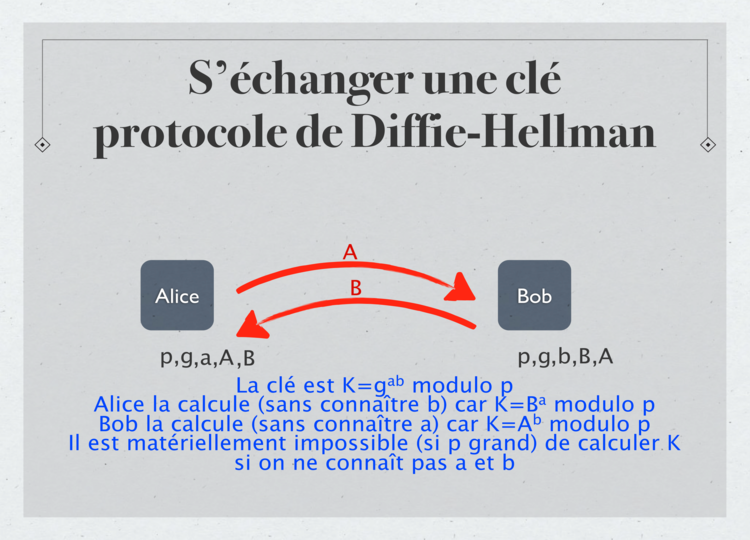 S’échanger une clé
protocole de Diffie-Hellman
A
Alice
B
Bob
p,g,a,A,B
p,g,b,B,A
La clé est K=gᵃᵇ modulo p
Alice la calcule (sans connaître b) car K=Bᵃ modulo p
Bob la calcule (sans connaître a) car K=Aᵇ modulo p
Il est matériellement impossible (si p grand) de calculer K
si on ne connaît pas a et b